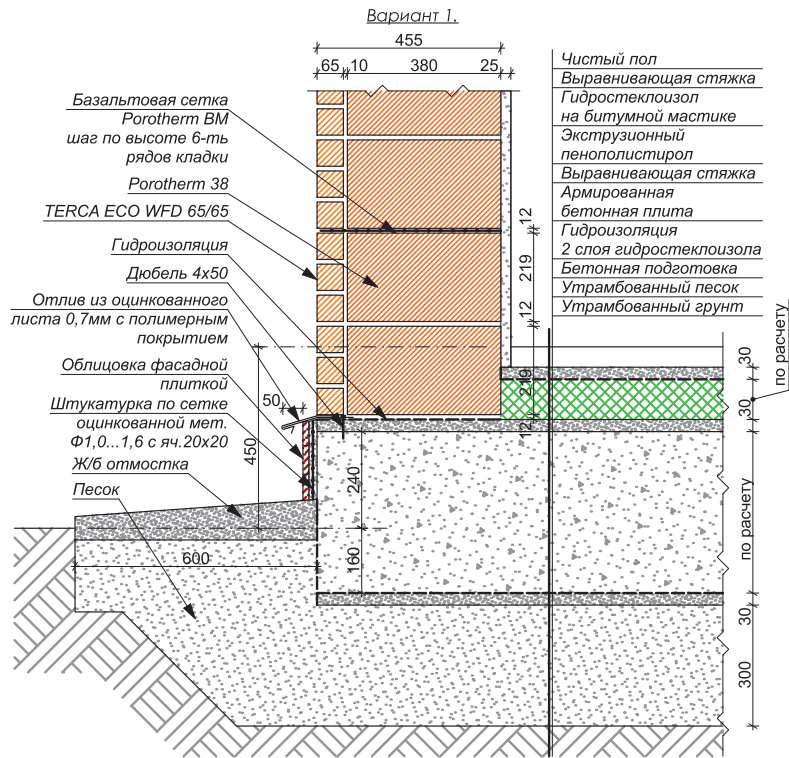 Вариант 1.
455
65 10 380 25
Базальтовая сетка
Porotherm BM
шаг по высоте 6-ть
рядов кладки
Porotherm 38
TERCA ECO WFD 65/65
Гидроизоляция
Дюбель 4x50
Отлив из оцинкованного
листа 0,7мм с полимерным
покрытием
Облицовка фасадной
плиткой
Штукатурка по сетке
оцинкованной мет.
Ф1,0...1,6 с яч.20x20
Ж/б отмостка
Песок
Чистый пол
Выравнивающая стяжка
Гидростеклоизол
на битумной мастике
Экструзионный
пенополистирол
Выравнивающая стяжка
Армированная
бетонная плита
Гидроизоляция
2 слоя гидростеклоизола
Бетонная подготовка
Утрамбованный песок
Утрамбованный грунт
12
219
12
219
12
50
450
240
160
600
30
30
по расчету
по расчету
30
300